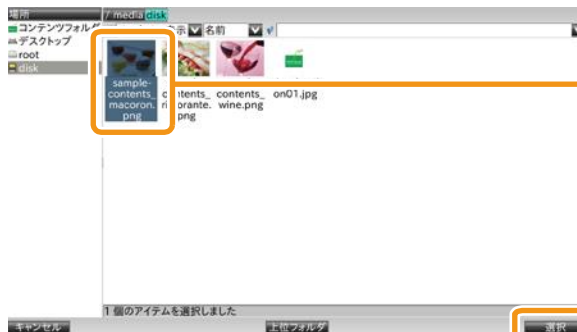 場所
/ media disk
コンテンツフォルダ
デスクトップ
root
disk
示 名前
sample-
contents_
macoron.
png
tents_
prante.
png
contents_
wine.png
on01.jpg
1 個のアイテムを選択しました
キャンセル
上位フォルダ
選択